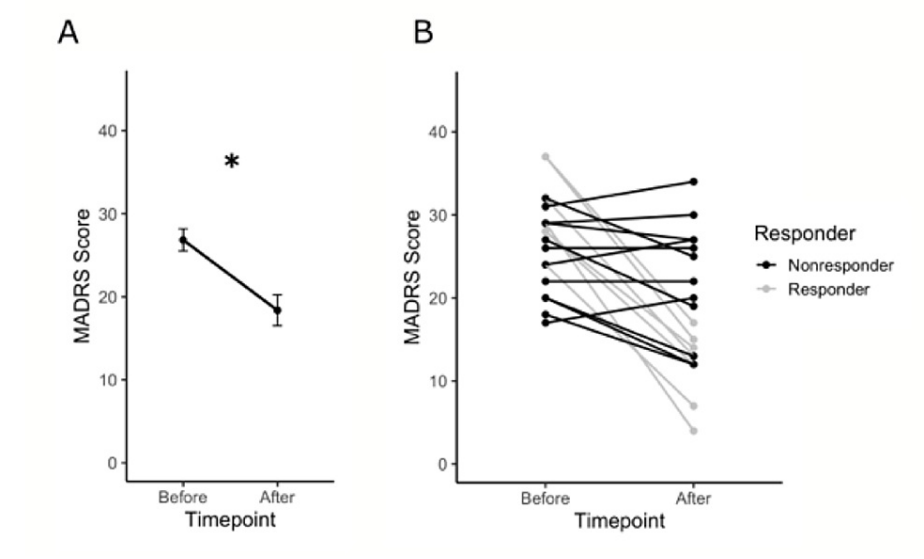 A
MADRS Score
40
30
20
10
0
*
Before After
Timepoint
B
MADRS Score
40
30
20
10
0
Before After
Timepoint
Responder
Nonresponder
Responder